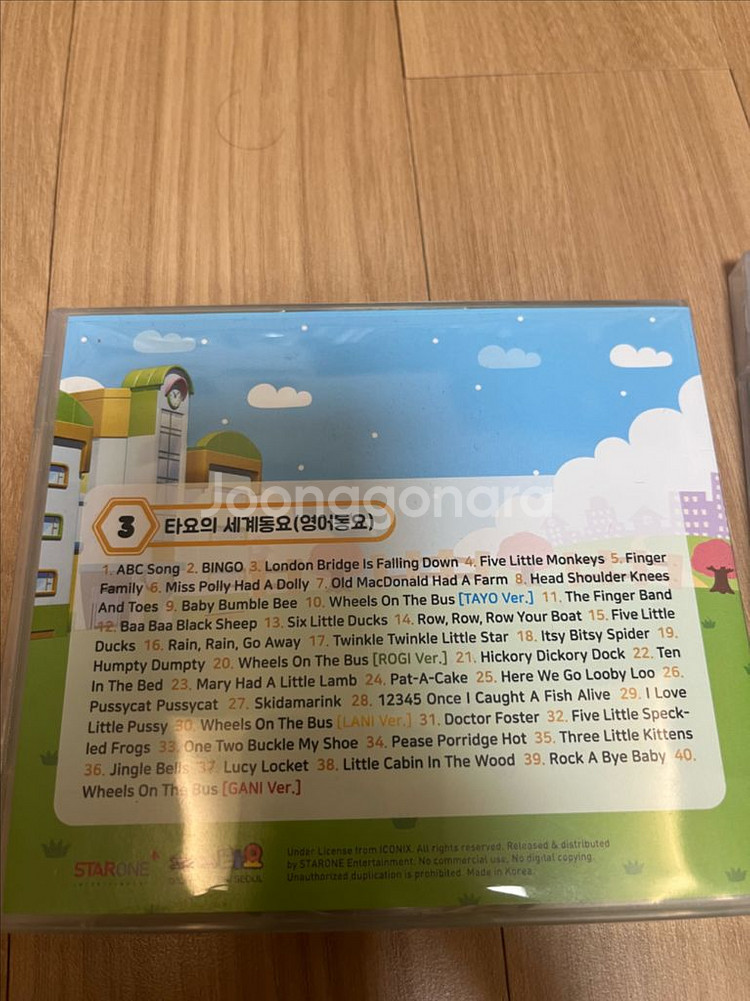 Joonggonara
3 타요의 세계동요(영어동요)
1. ABC Song 2. BINGO 3. London Bridge Is Falling Down 4. Five Little Monkeys 5. Finger
Family 6. Miss Polly Had A Dolly 7. Old MacDonald Had A Farm 8. Head Shoulder Knees
And Toes 9. Baby Bumble Bee 10. Wheels On The Bus [TAYO Ver.] 11. The Finger Band
12. Baa Baa Black Sheep 13. Six Little Ducks 14. Row, Row, Row Your Boat 15. Five Little
Ducks 16. Rain, Rain, Go Away 17. Twinkle Twinkle Little Star 18. Itsy Bitsy Spider 19.
Humpty Dumpty 20. Wheels On The Bus [ROGI Ver.] 21. Hickory Dickory Dock 22. Ten
In The Bed 23. Mary Had A Little Lamb 24. Pat-A-Cake 25. Here We Go Looby Loo 26.
Pussycat Pussycat 27. Skidamarink 28. 12345 Once I Caught A Fish Alive 29. I Love
Little Pussy 30. Wheels On The Bus [LANI Ver.] 31. Doctor Foster 32. Five Little Speck-
led Frogs 33. One Two Buckle My Shoe 34. Pease Porridge Hot 35. Three Little Kittens
36. Jingle Bells 37. Lucy Locket 38. Little Cabin In The Wood 39. Rock A Bye Baby 40.
Wheels On The Bus [GANI Ver.]
STARONE
ENTERTAINMENT
SEOUL
Under License from ICONIX. All rights reserved. Released & distributed
by STARONE Entertainment. No commercial use, No digital copying.
Unauthorized duplication is prohibited. Made in Korea.